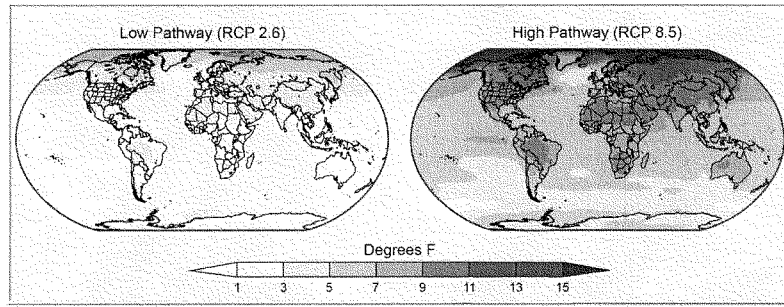 Low Pathway (RCP 2.6)
High Pathway (RCP 8.5)
Degrees F
1 3 5 7 9 11 13 15